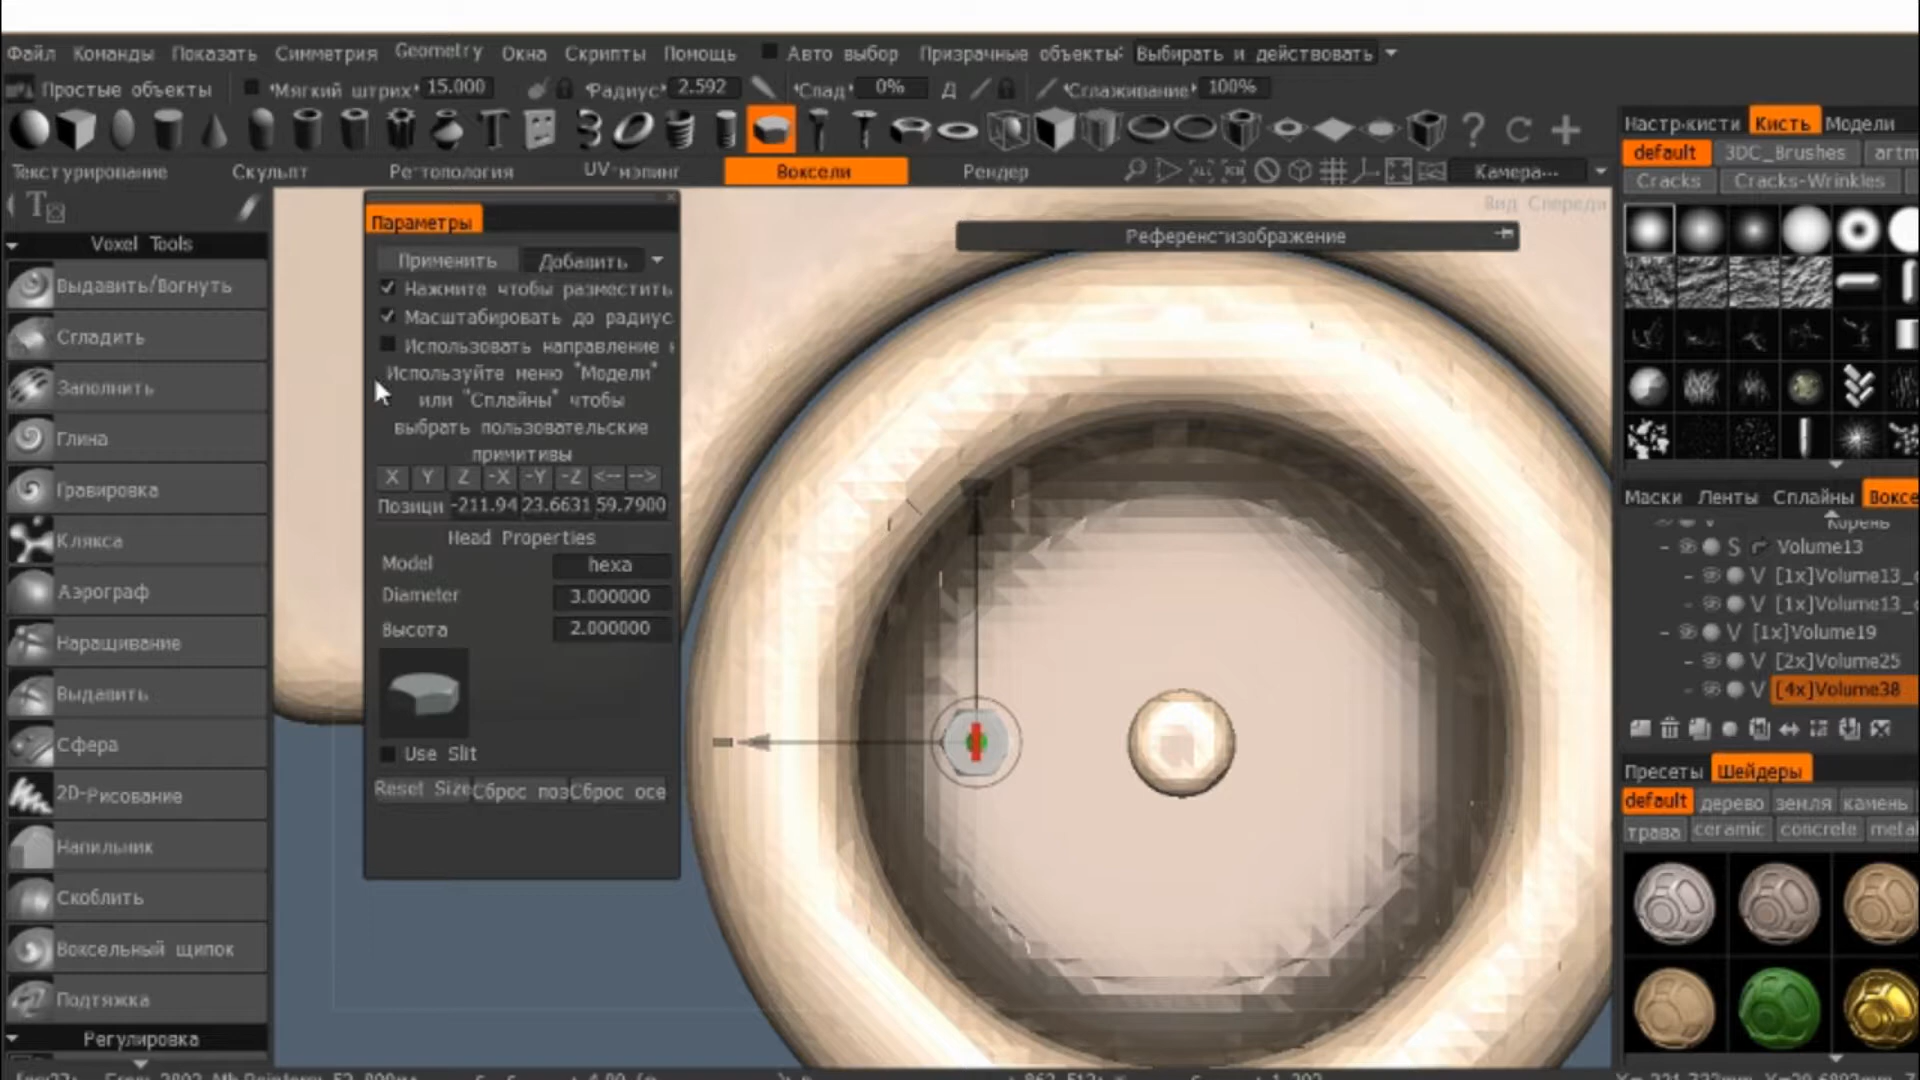 Файл Команды Показать Симметрия Geometry Окна Скрипты Помощь Авто выбор Призрачные объекты: Выбирать и действовать
Простые объекты "Мягкий штрих" 15.000 "Радиус" 2.592 "Спад" 0% Д "Сглаживание" 100%
Настр·кисти Кисть Модели
Текстурирование Скульпт Ретопология UV-мэпинг Воксели Рендер Камера---
default 3DC_Brushes artm
Cracks Cracks-Wrinkles
Вид Спереди
Референс-изображение
Voxel Tools
Выдавить/Вогнуть
Сгладить
Заполнить
Глина
Гравировка
Клякса
Аэрограф
Наращивание
Выдавить
Сфера
2D-Рисование
Напильник
Скоблить
Воксельный щипок
Подтяжка
Регулировка
Параметры
Применить Добавить
Нажмите чтобы разместить
Масштабировать до радиус
Использовать направление
Используйте меню "Модели"
или "Сплайны" чтобы
выбрать пользовательские
примитивы
X Y Z -X -Y -Z <-- -->
Позици -211.94 23.6631 59.7900
Head Properties
Model hexa
Diameter 3.000000
Высота 2.000000
Use Slit
Reset Size Сброс поз Сброс осе
Маски Ленты Сплайны Воксе
Корень
S Volume13
V [1x]Volume13_
V [1x]Volume13_
V [1x]Volume19
V [2x]Volume25
V [4x]Volume38
Пресеты Шейдеры
default дерево земля камень
трава ceramic concrete metal